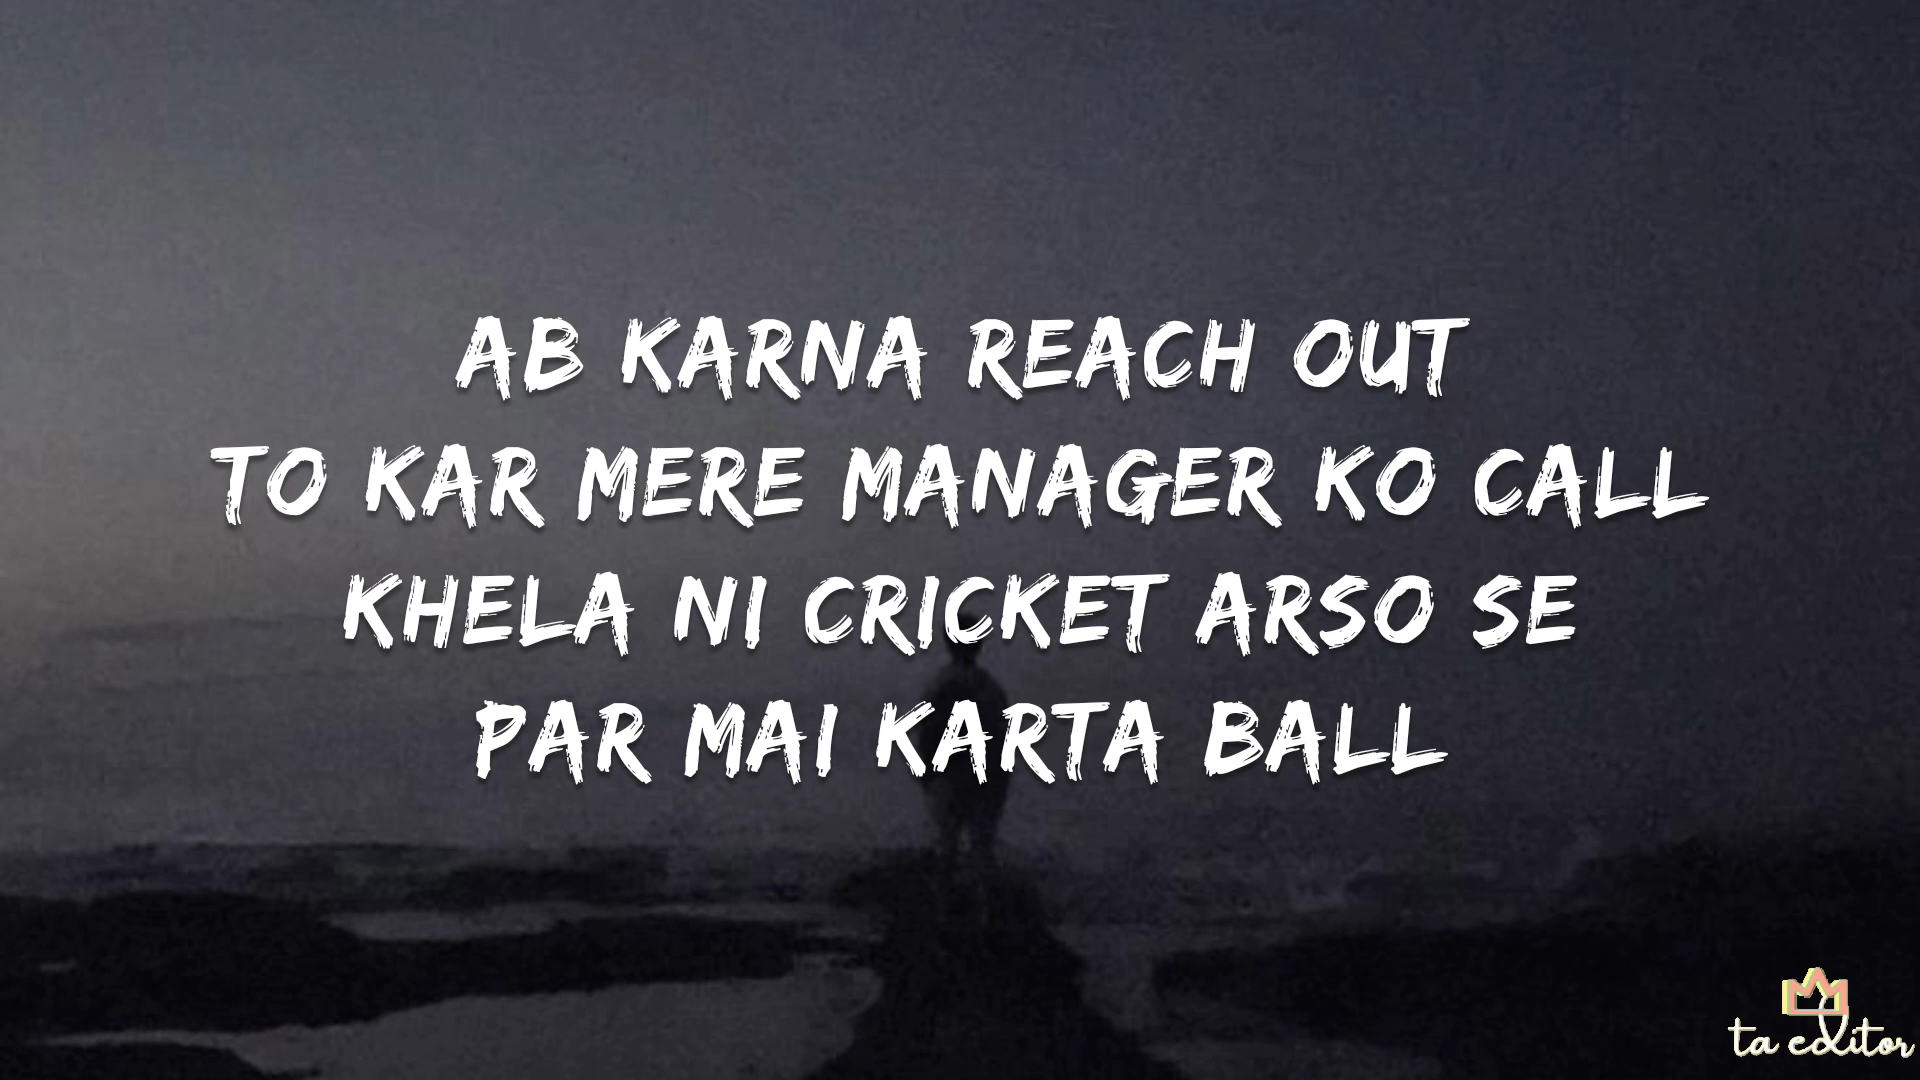 AB KARNA REACH OUT
TO KAR MERE MANAGER KO CALL
KHELA NI CRICKET ARSO SE
PAR MAI KARTA BALL
ta editor